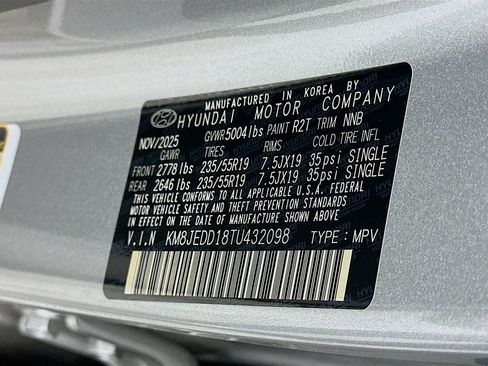 MANUFACTURED IN KOREA BY
HYUNDAI MOTOR COMPANY
NOV/2025 GVWR 5004 lbs PAINT R2T TRIM NNB
GAWR TIRES RIMS COLD TIRE INFL
FRONT 2778 lbs 235/55R19 7.5JX19 35psi SINGLE
REAR 2646 lbs 235/55R19 7.5JX19 35psi SINGLE
THIS VEHICLE CONFORMS TO ALL APPLICABLE U.S.A. FEDERAL
MOTOR VEHICLE SAFETY, BUMPER, AND THEFT PREVENTION STANDARDS
IN EFFECT ON THE DATE OF MANUFACTURE SHOWN ABOVE.
V.I.N KM8JEDD18TU432098 TYPE : MPV